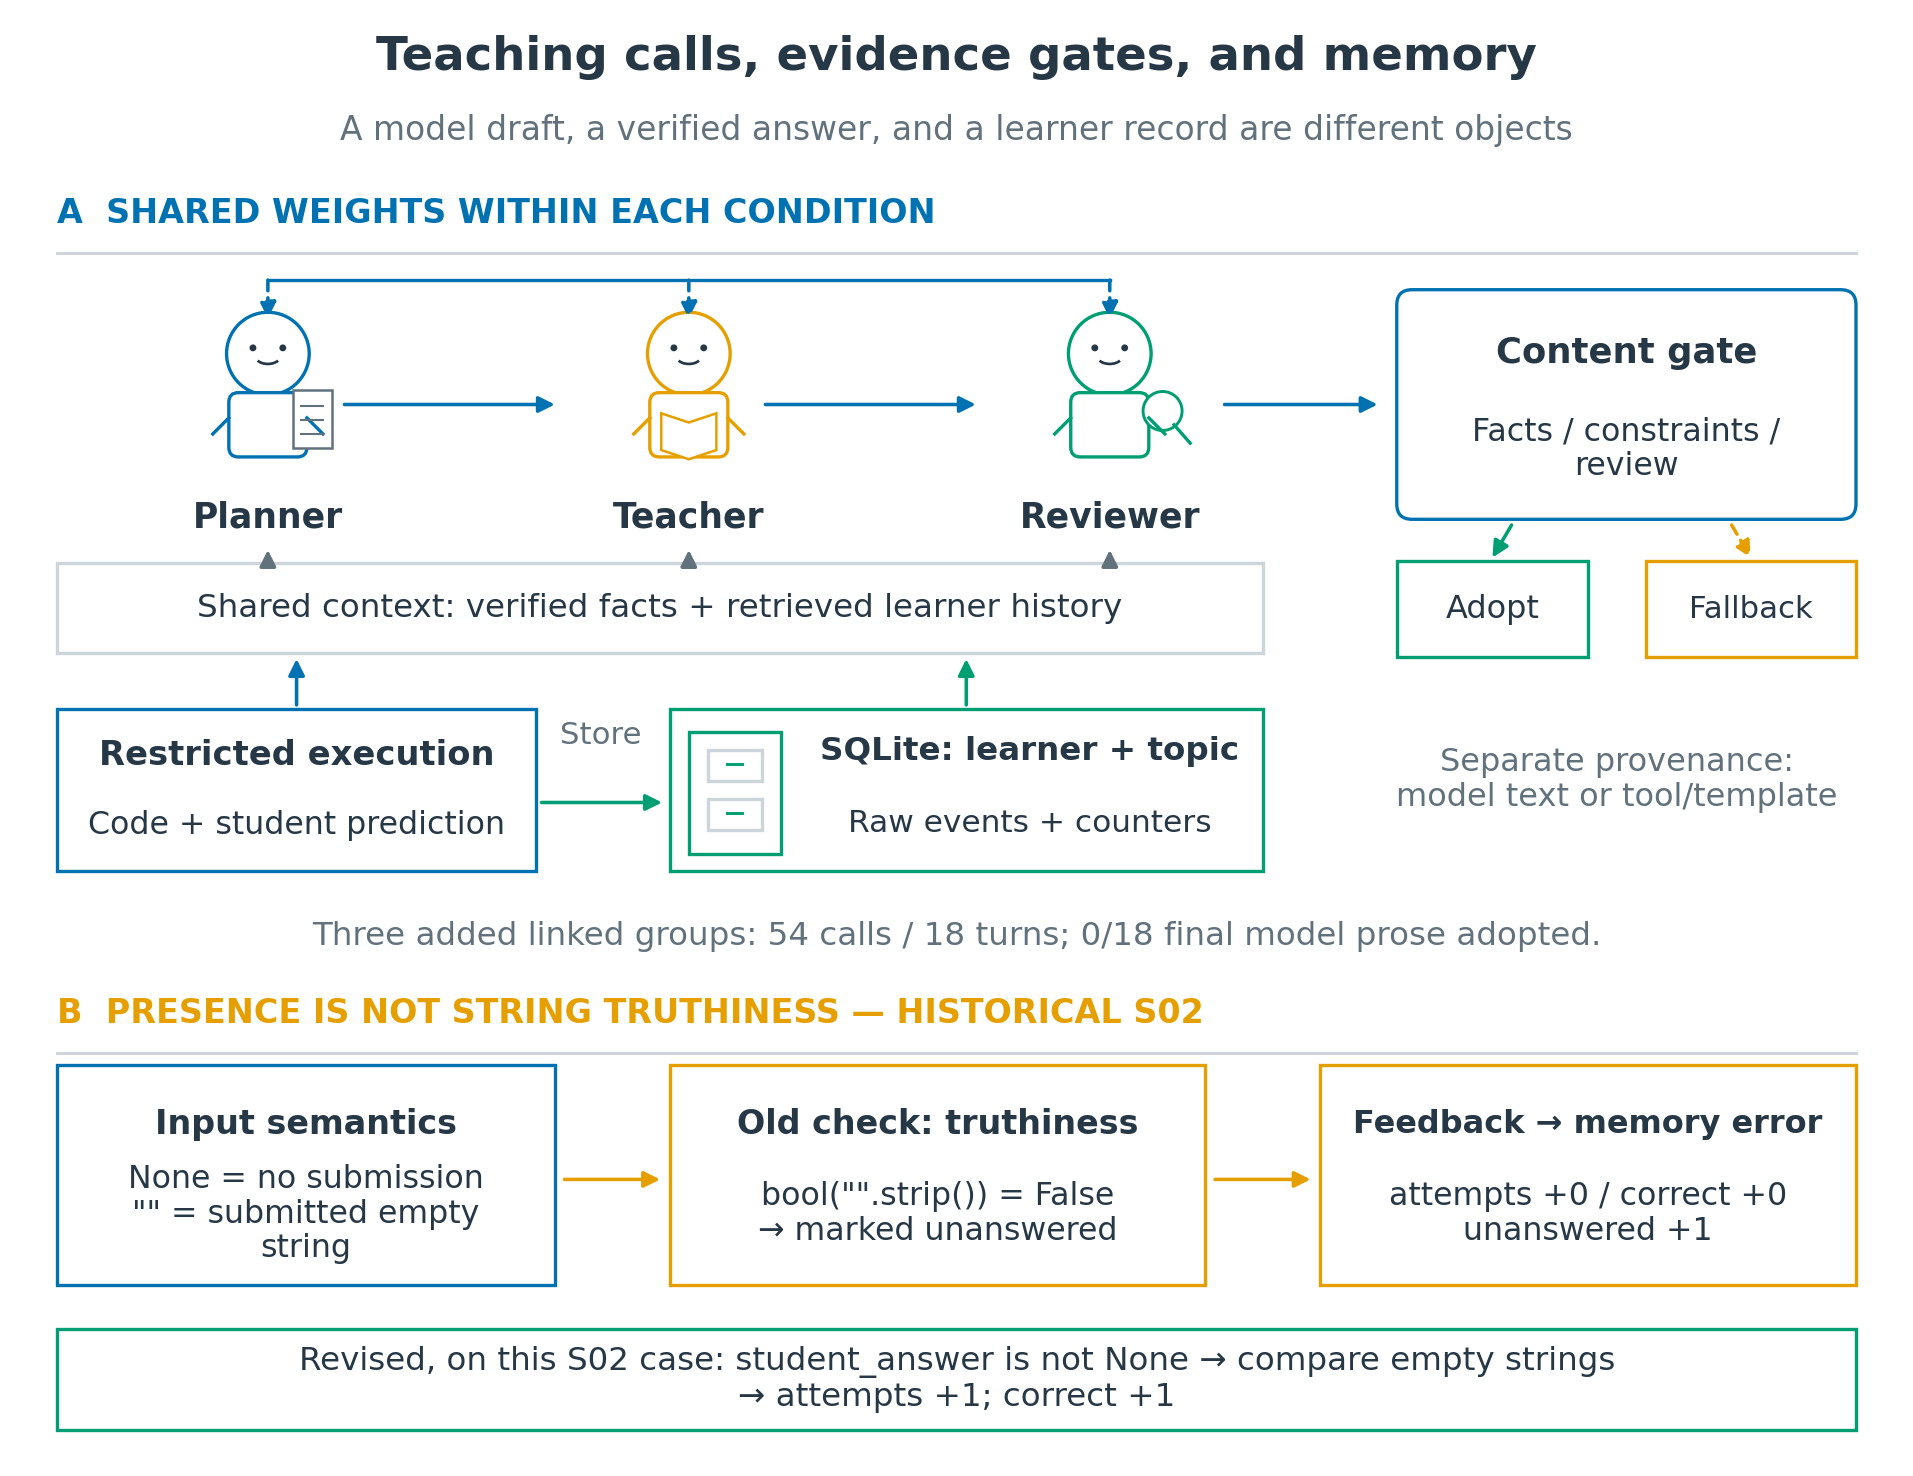 Teaching calls, evidence gates, and memory
A model draft, a verified answer, and a learner record are different objects
A SHARED WEIGHTS WITHIN EACH CONDITION
Content gate
Facts / constraints /
review
Planner
Teacher
Reviewer
Adopt
Fallback
Shared context: verified facts + retrieved learner history
Restricted execution
Code + student prediction
Store
SQLite: learner + topic
Raw events + counters
Separate provenance:
model text or tool/template
Three added linked groups: 54 calls / 18 turns; 0/18 final model prose adopted.
B PRESENCE IS NOT STRING TRUTHINESS — HISTORICAL S02
Input semantics
None = no submission
"" = submitted empty
string
Old check: truthiness
bool("".strip()) = False
→ marked unanswered
Feedback → memory error
attempts +0 / correct +0
unanswered +1
Revised, on this S02 case: student_answer is not None → compare empty strings
→ attempts +1; correct +1